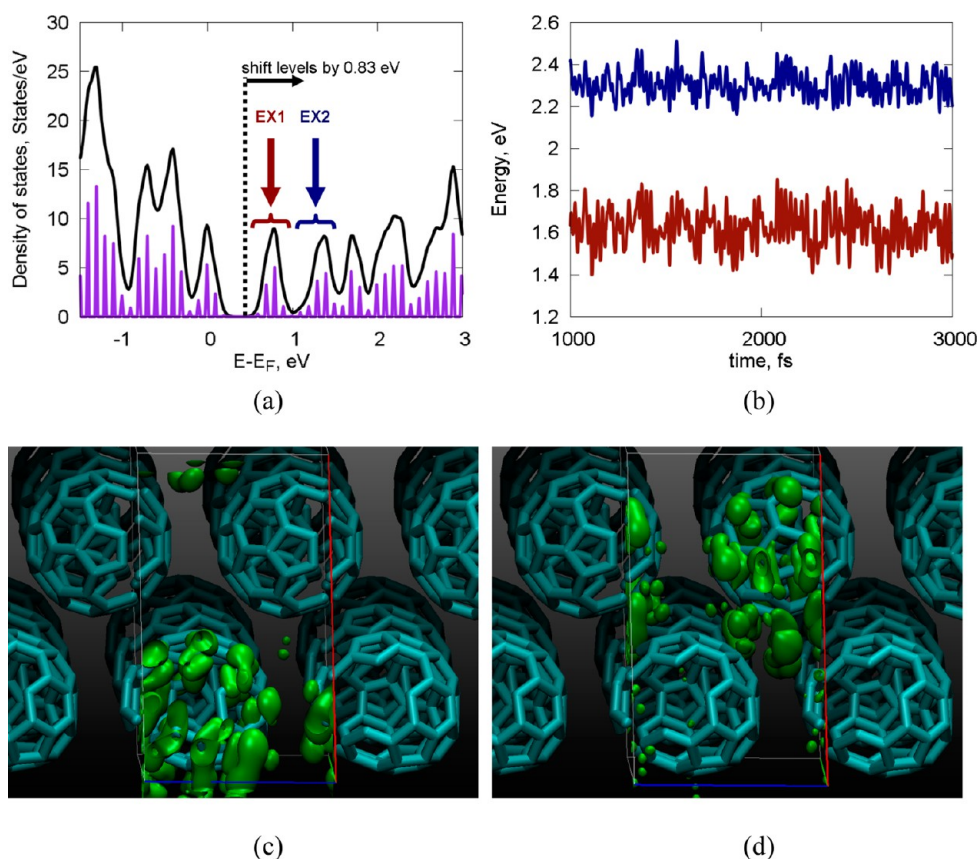 30
25
20
15
10
5
0
Density of states, States/eV
shift levels by 0.83 eV
EX1 EX2
-1 0 1 2 3
E-EF, eV
(a)
2.6
2.4
2.2
2
1.8
1.6
1.4
1.2
Energy, eV
1000 2000 3000
time, fs
(b)
(c)
(d)